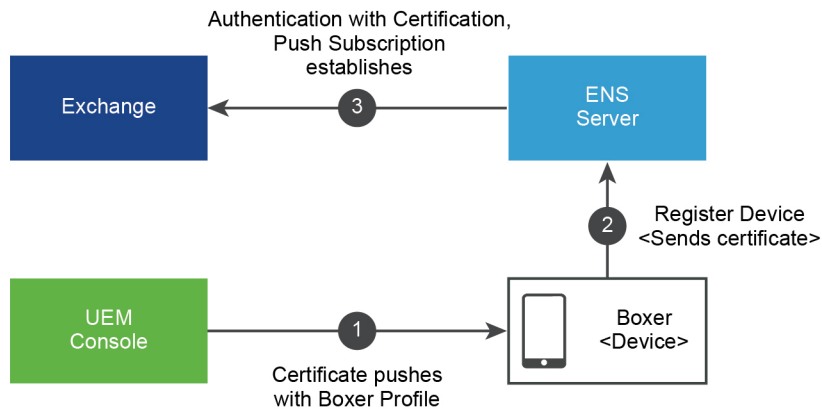 Authentication with Certification,
Push Subscription
establishes
Exchange
3
ENS
Server
2
Register Device
<Sends certificate>
UEM
Console
1
Boxer
<Device>
Certificate pushes
with Boxer Profile